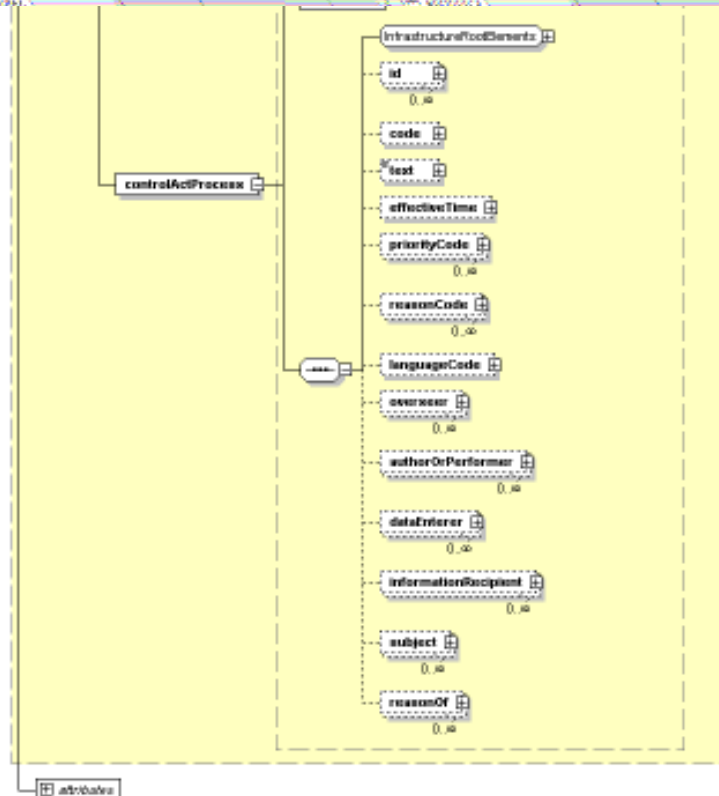 InfrastructureRootElements
id
0..∞
code
text
controlActProcess
effectiveTime
priorityCode
0..∞
reasonCode
0..∞
languageCode
overseer
0..∞
authorOrPerformer
0..∞
dataEnterer
0..∞
informationRecipient
0..∞
subject
0..∞
reasonOf
0..∞
attributes